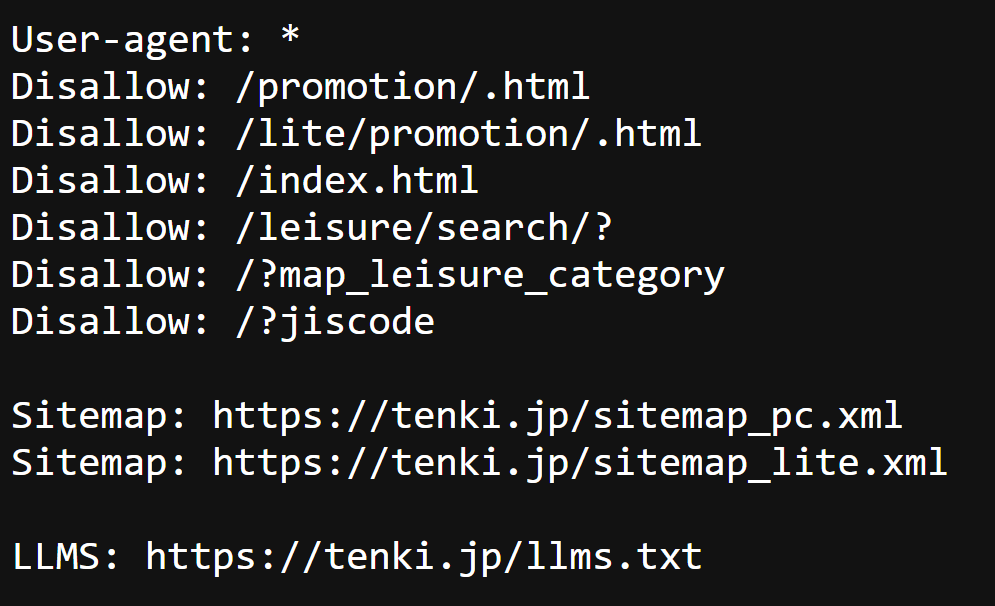 User-agent: *
Disallow: /promotion/.html
Disallow: /lite/promotion/.html
Disallow: /index.html
Disallow: /leisure/search/?
Disallow: /?map_leisure_category
Disallow: /?jiscode
Sitemap: https://tenki.jp/sitemap_pc.xml
Sitemap: https://tenki.jp/sitemap_lite.xml
LLMS: https://tenki.jp/llms.txt